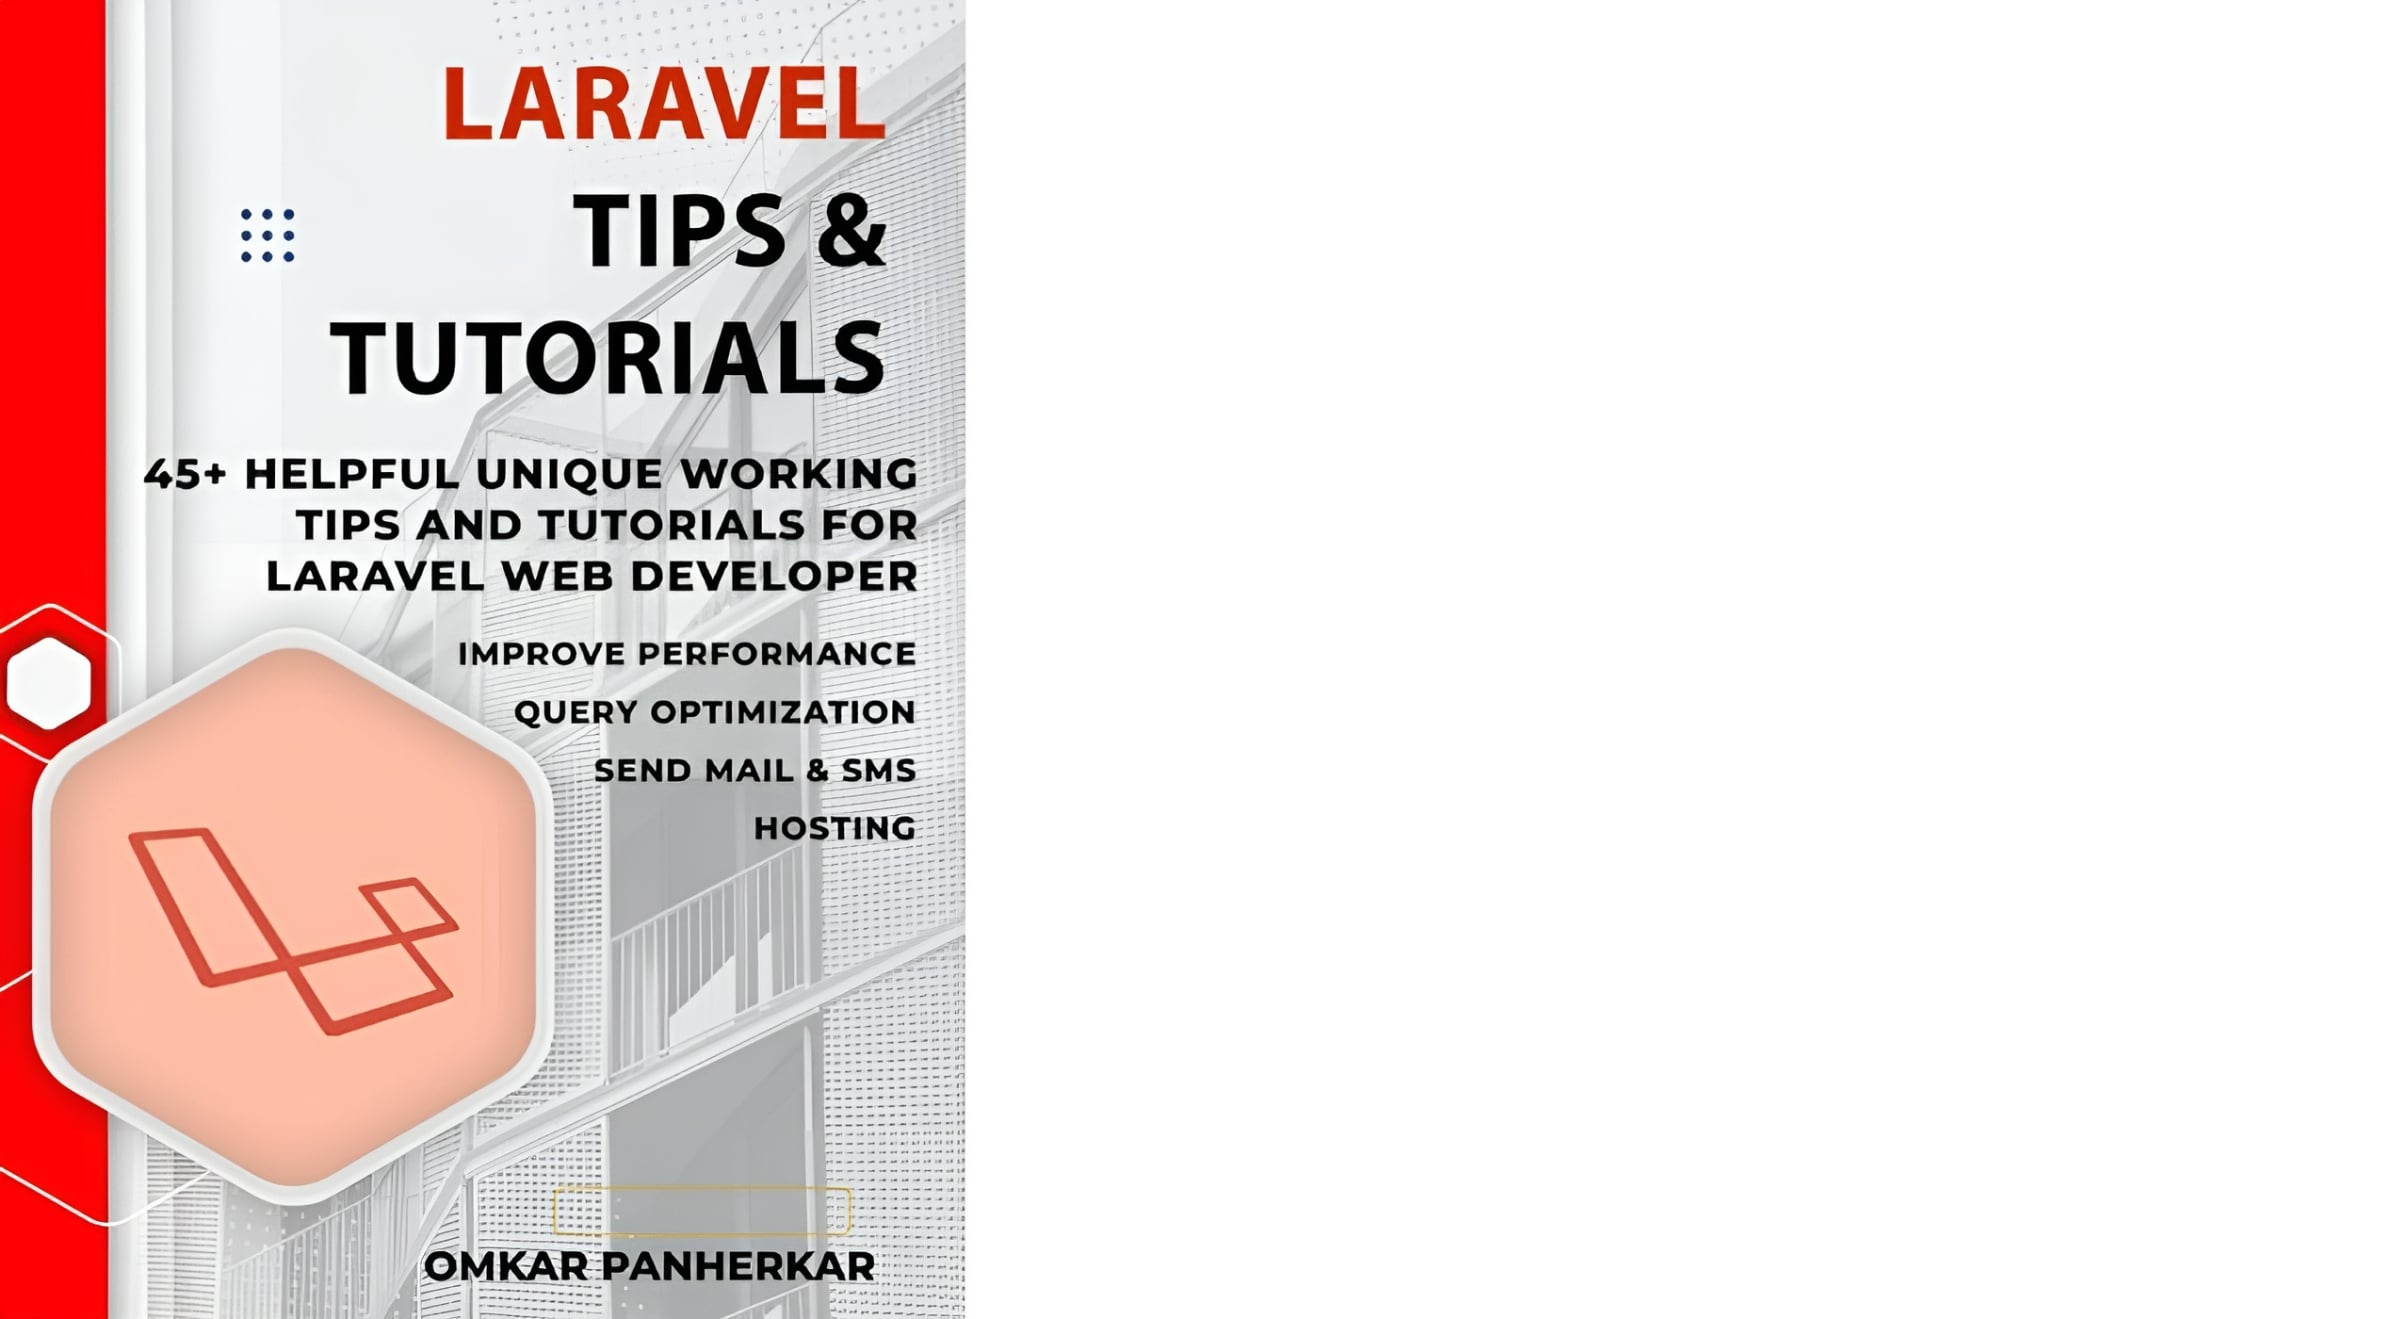 LARAVEL
TIPS &
TUTORIALS
45+ HELPFUL UNIQUE WORKING
TIPS AND TUTORIALS FOR
LARAVEL WEB DEVELOPER
IMPROVE PERFORMANCE
QUERY OPTIMIZATION
SEND MAIL & SMS
HOSTING
OMKAR PANHERKAR